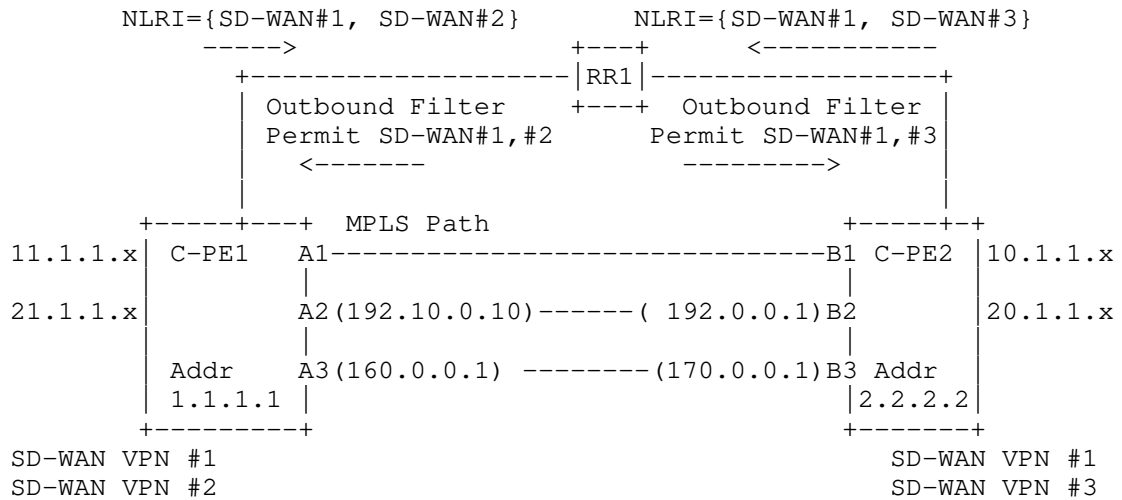 NLRI={SD-WAN#1, SD-WAN#2}         NLRI={SD-WAN#1, SD-WAN#3}
----->                    +---+       <-----------
+--------------------|RR1|------------------+
| Outbound Filter    +---+  Outbound Filter |
| Permit SD-WAN#1,#2      Permit SD-WAN#1,#3|
|   <-------                --------->      |
|                                           |
+-----+---+  MPLS Path                      +-----+-+
11.1.1.x| C-PE1   A1-------------------------------B1 C-PE2 |10.1.1.x
|         |                                 |       |
21.1.1.x|         A2(192.10.0.10)------( 192.0.0.1)B2       |20.1.1.x
|         |                                 |       |
| Addr    A3(160.0.0.1) --------(170.0.0.1)B3 Addr  |
| 1.1.1.1 |                                 |2.2.2.2|
+---------+                                 +-------+
SD-WAN VPN #1                                          SD-WAN VPN #1
SD-WAN VPN #2                                          SD-WAN VPN #3